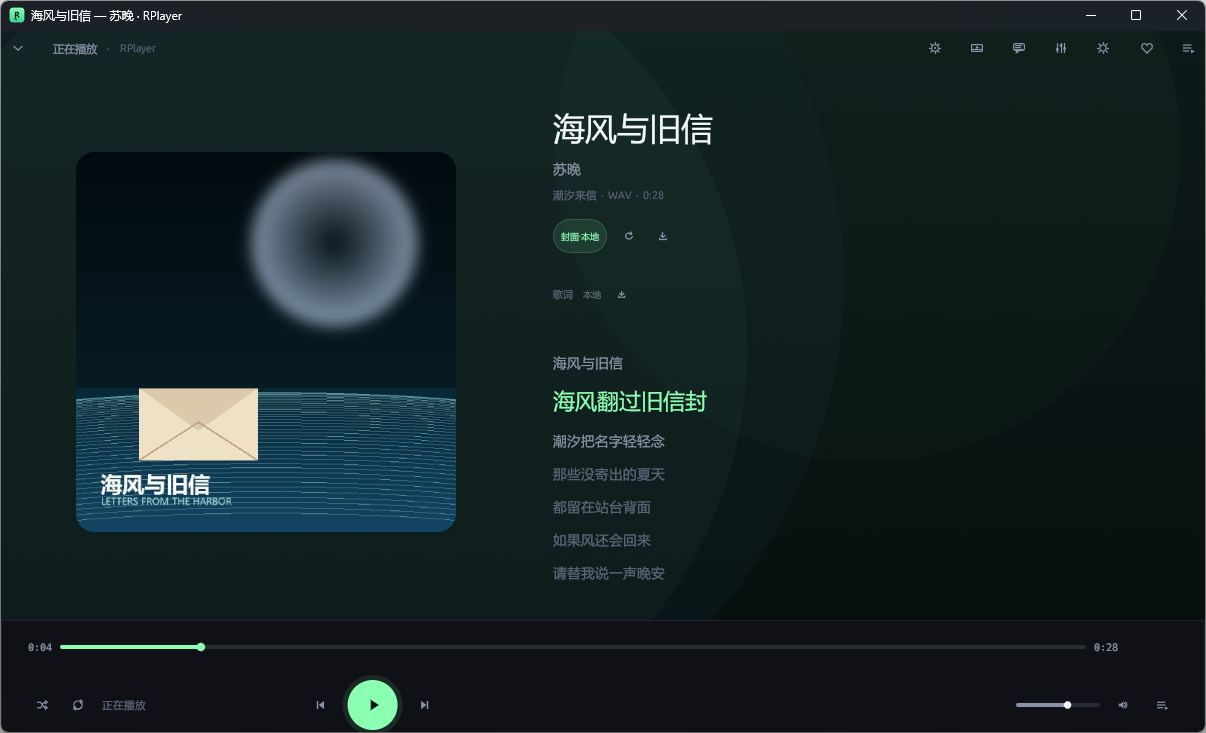 R 海风与旧信 — 苏晚 · RPlayer
正在播放 · RPlayer
海风与旧信
苏晚
潮汐来信 · WAV · 0:28
封面·本地
歌词 本地
海风与旧信
海风翻过旧信封
潮汐把名字轻轻念
那些没寄出的夏天
都留在站台背面
如果风还会回来
请替我说一声晚安
海风与旧信
LETTERS FROM THE HARBOR
0:04
0:28
正在播放